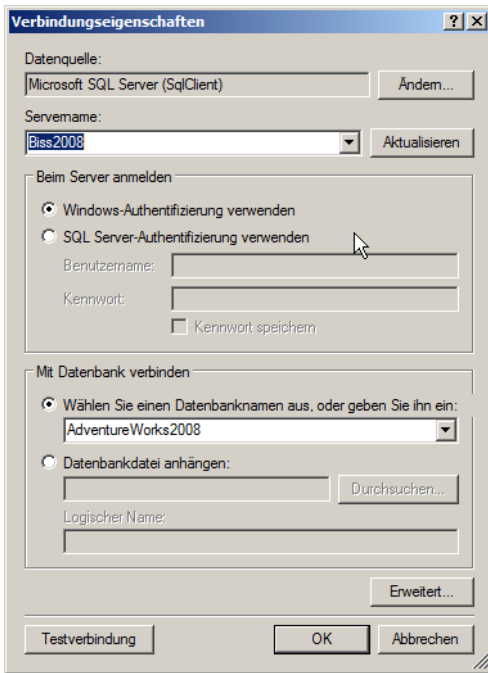 Verbindungseigenschaften
Datenquelle:
Microsoft SQL Server (SqlClient)
Ändern...
Servername:
Biss2008
Aktualisieren
Beim Server anmelden
Windows-Authentifizierung verwenden
SQL Server-Authentifizierung verwenden
Benutzername:
Kennwort:
Kennwort speichern
Mit Datenbank verbinden
Wählen Sie einen Datenbanknamen aus, oder geben Sie ihn ein:
AdventureWorks2008
Datenbankdatei anhängen:
Durchsuchen...
Logischer Name:
Erweitert...
Testverbindung
OK
Abbrechen